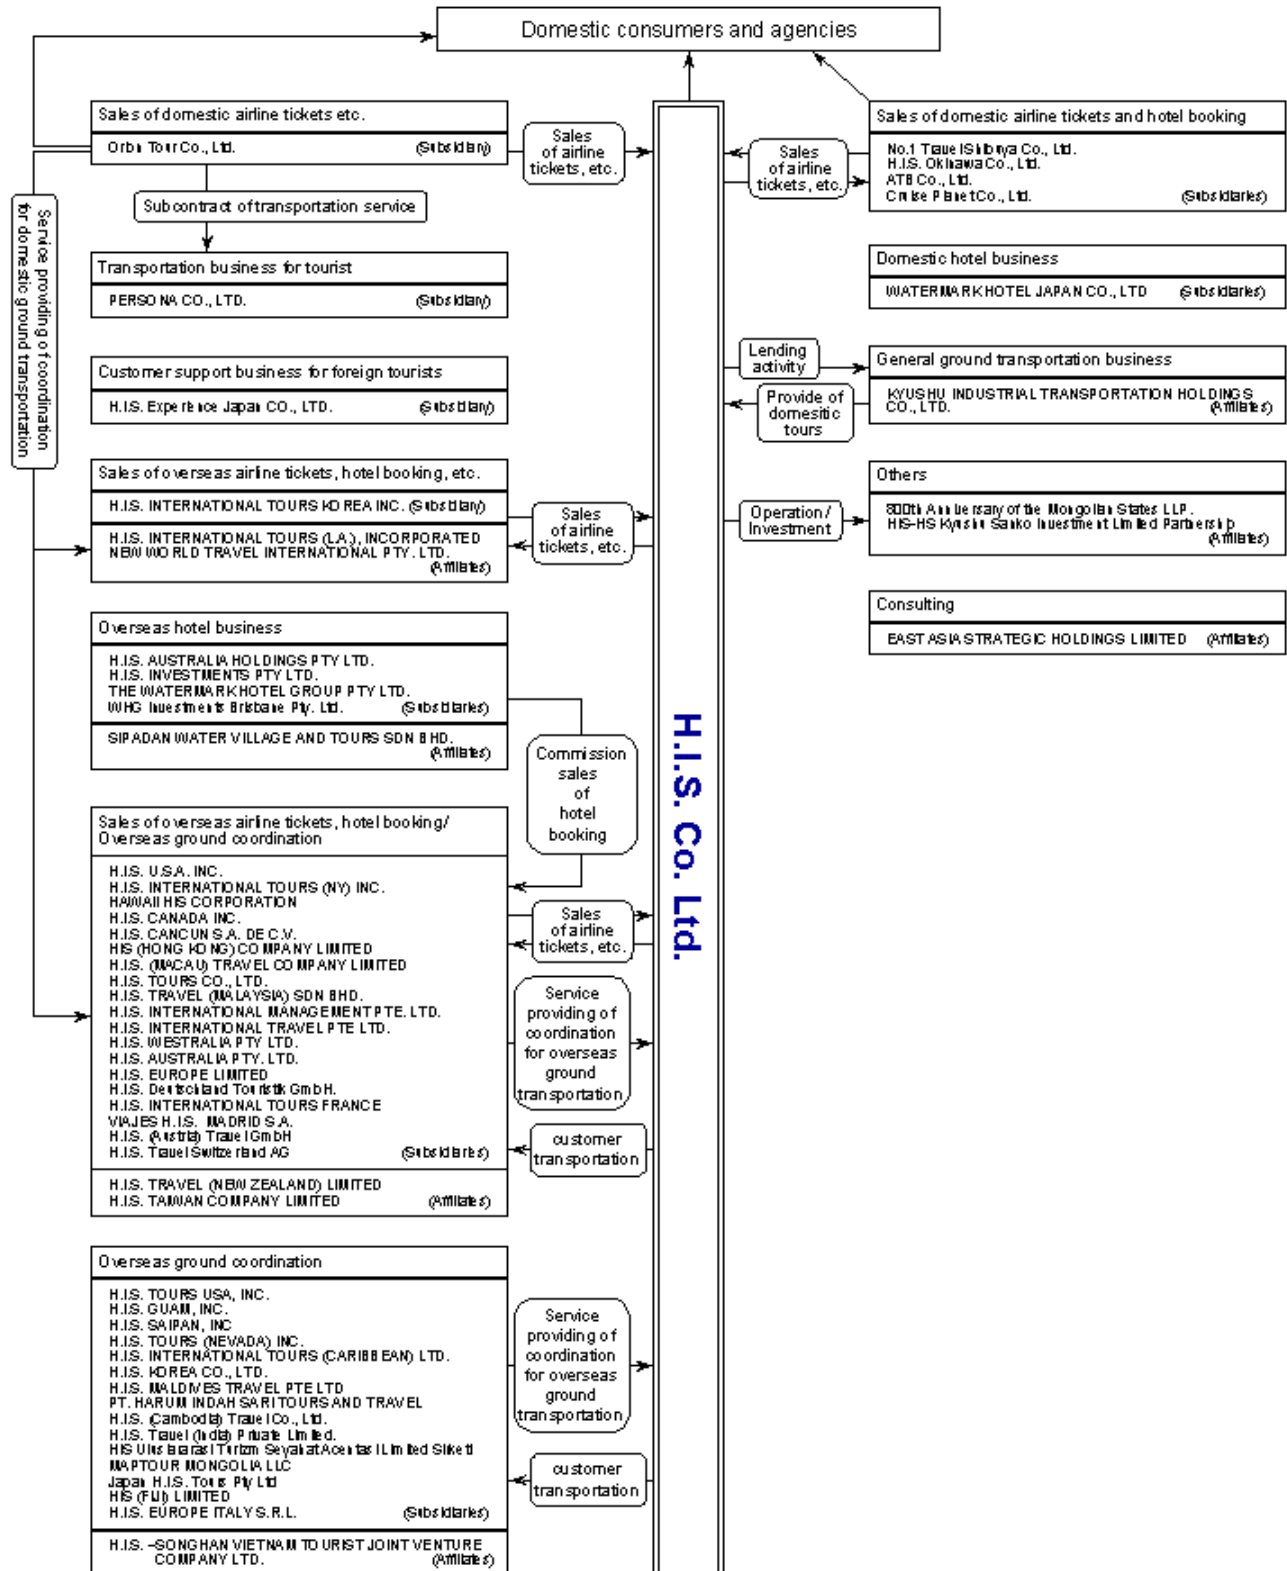 Domestic consumers and agencies
Sales of domestic airline tickets etc.
Orbit Tour Co., Ltd. (Subsidiary)
Sales
of airline
tickets, etc.
Sales of domestic airline tickets and hotel booking
No.1 Travel Shibuya Co., Ltd.
H.I.S. Okinawa Co., Ltd.
ATB Co., Ltd.
Cruise Planet Co., Ltd. (Subsidiaries)
Sales
of airline
tickets, etc.
Subcontract of transportation service
Service providing of coordination
for domestic ground transportation
Transportation business for tourist
PERSONA CO., LTD. (Subsidiary)
Domestic hotel business
WATERMARK HOTEL JAPAN CO., LTD (Subsidiaries)
Customer support business for foreign tourists
H.I.S. Experience Japan CO., LTD. (Subsidiary)
Lending
activity
General ground transportation business
KYUSHU INDUSTRIAL TRANSPORTATION HOLDINGS
CO., LTD. (Affiliates)
Provide of
domesitic
tours
Sales of overseas airline tickets, hotel booking, etc.
H.I.S. INTERNATIONAL TOURS KOREA INC. (Subsidiary)
H.I.S. INTERNATIONAL TOURS (L.A.), INCORPORATED
NEW WORLD TRAVEL INTERNATIONAL PTY. LTD.
(Affiliates)
Sales
of airline
tickets, etc.
Operation/
Investment
Others
800th Anniversary of the Mongolian States LLP.
HIS-HS Kyushu Sanko Investment Limited Partnership
(Affiliates)
Consulting
EAST ASIA STRATEGIC HOLDINGS LIMITED (Affiliates)
Overseas hotel business
H.I.S. AUSTRALIA HOLDINGS PTY LTD.
H.I.S. INVESTMENTS PTY LTD.
THE WATERMARK HOTEL GROUP PTY LTD.
WHG Investments Brisbane Pty. Ltd. (Subsidiaries)
SIPADAN WATER VILLAGE AND TOURS SDN BHD.
(Affiliates)
Commission
sales
of
hotel
booking
H.I.S. Co. Ltd.
Sales of overseas airline tickets, hotel booking/
Overseas ground coordination
H.I.S. U.S.A. INC.
H.I.S. INTERNATIONAL TOURS (NY) INC.
HAWAII HIS CORPORATION
H.I.S. CANADA INC.
H.I.S. CANCUN S.A. DE C.V.
HIS (HONG KONG) COMPANY LIMITED
H.I.S. (MACAU) TRAVEL COMPANY LIMITED
H.I.S. TOURS CO., LTD.
H.I.S. TRAVEL (MALAYSIA) SDN BHD.
H.I.S. INTERNATIONAL MANAGEMENT PTE. LTD.
H.I.S. INTERNATIONAL TRAVEL PTE LTD.
H.I.S. WESTRALIA PTY LTD.
H.I.S. AUSTRALIA PTY. LTD.
H.I.S. EUROPE LIMITED
H.I.S. Deutschland Touristik GmbH.
H.I.S. INTERNATIONAL TOURS FRANCE
VIAJES H.I.S. MADRID S.A.
H.I.S. (Austria) Travel GmbH
H.I.S. Travel Switzerland AG (Subsidiaries)
H.I.S. TRAVEL (NEW ZEALAND) LIMITED
H.I.S. TAIWAN COMPANY LIMITED (Affiliates)
Sales
of airline
tickets, etc.
Service
providing of
coordination
for overseas
ground
transportation
customer
transportation
Overseas ground coordination
H.I.S. TOURS USA, INC.
H.I.S. GUAM, INC.
H.I.S. SAIPAN, INC
H.I.S. TOURS (NEVADA) INC.
H.I.S. INTERNATIONAL TOURS (CARIBBEAN) LTD.
H.I.S. KOREA CO., LTD.
H.I.S. MALDIVES TRAVEL PTE LTD
PT. HARUM INDAH SARI TOURS AND TRAVEL
H.I.S. (Cambodia) Travel Co., Ltd.
H.I.S. Travel (India) Private Limited.
HIS Uluslararasi Turizm Seyahat Acentasi Limited Sirketi
MAPTOUR MONGOLIA LLC
Japan H.I.S. Tours Pty Ltd
HIS (FIJI) LIMITED
H.I.S. EUROPE ITALY S.R.L. (Subsidiaries)
H.I.S. -SONGHAN VIETNAM TOURIST JOINT VENTURE
COMPANY LTD. (Affiliates)
Service
providing of
coordination
for overseas
ground
transportation
customer
transportation